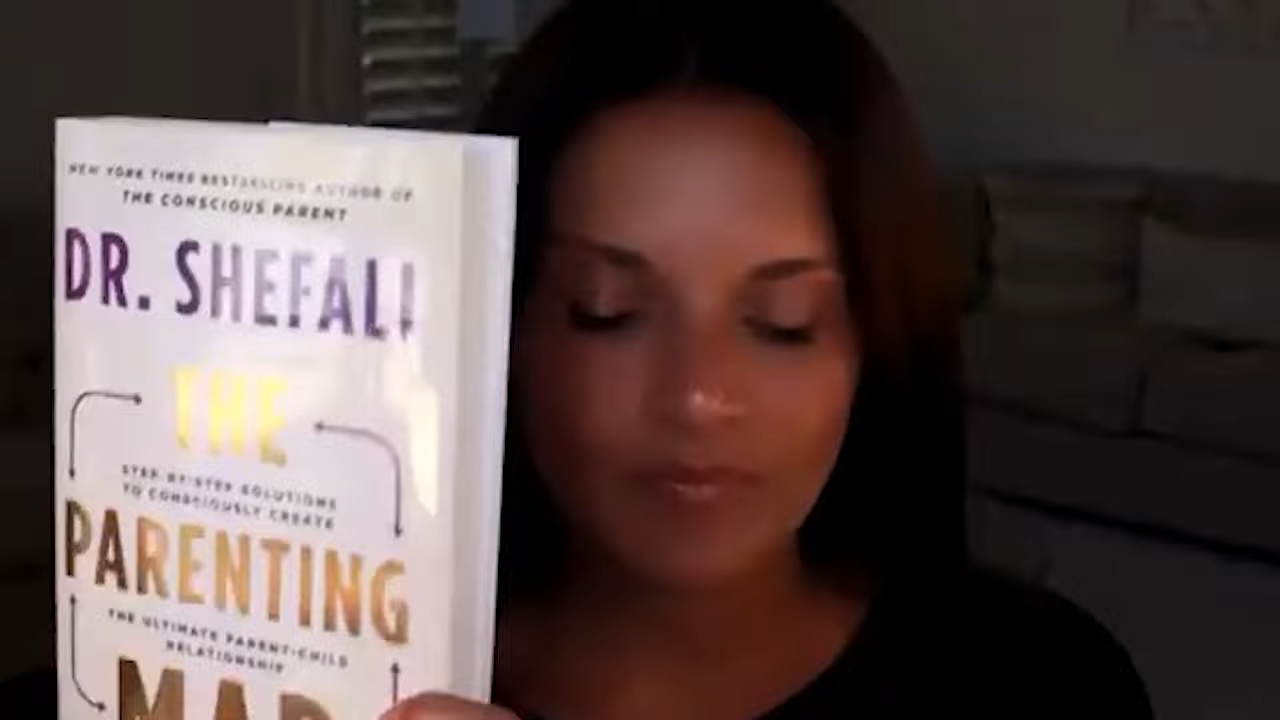 NEW YORK TIMES BESTSELLING AUTHOR OF
THE CONSCIOUS PARENT
DR. SHEFALI
THE
STEP-BY-STEP SOLUTIONS
TO CONSCIOUSLY CREATE
PARENTING
THE ULTIMATE PARENT-CHILD
RELATIONSHIP
MAP